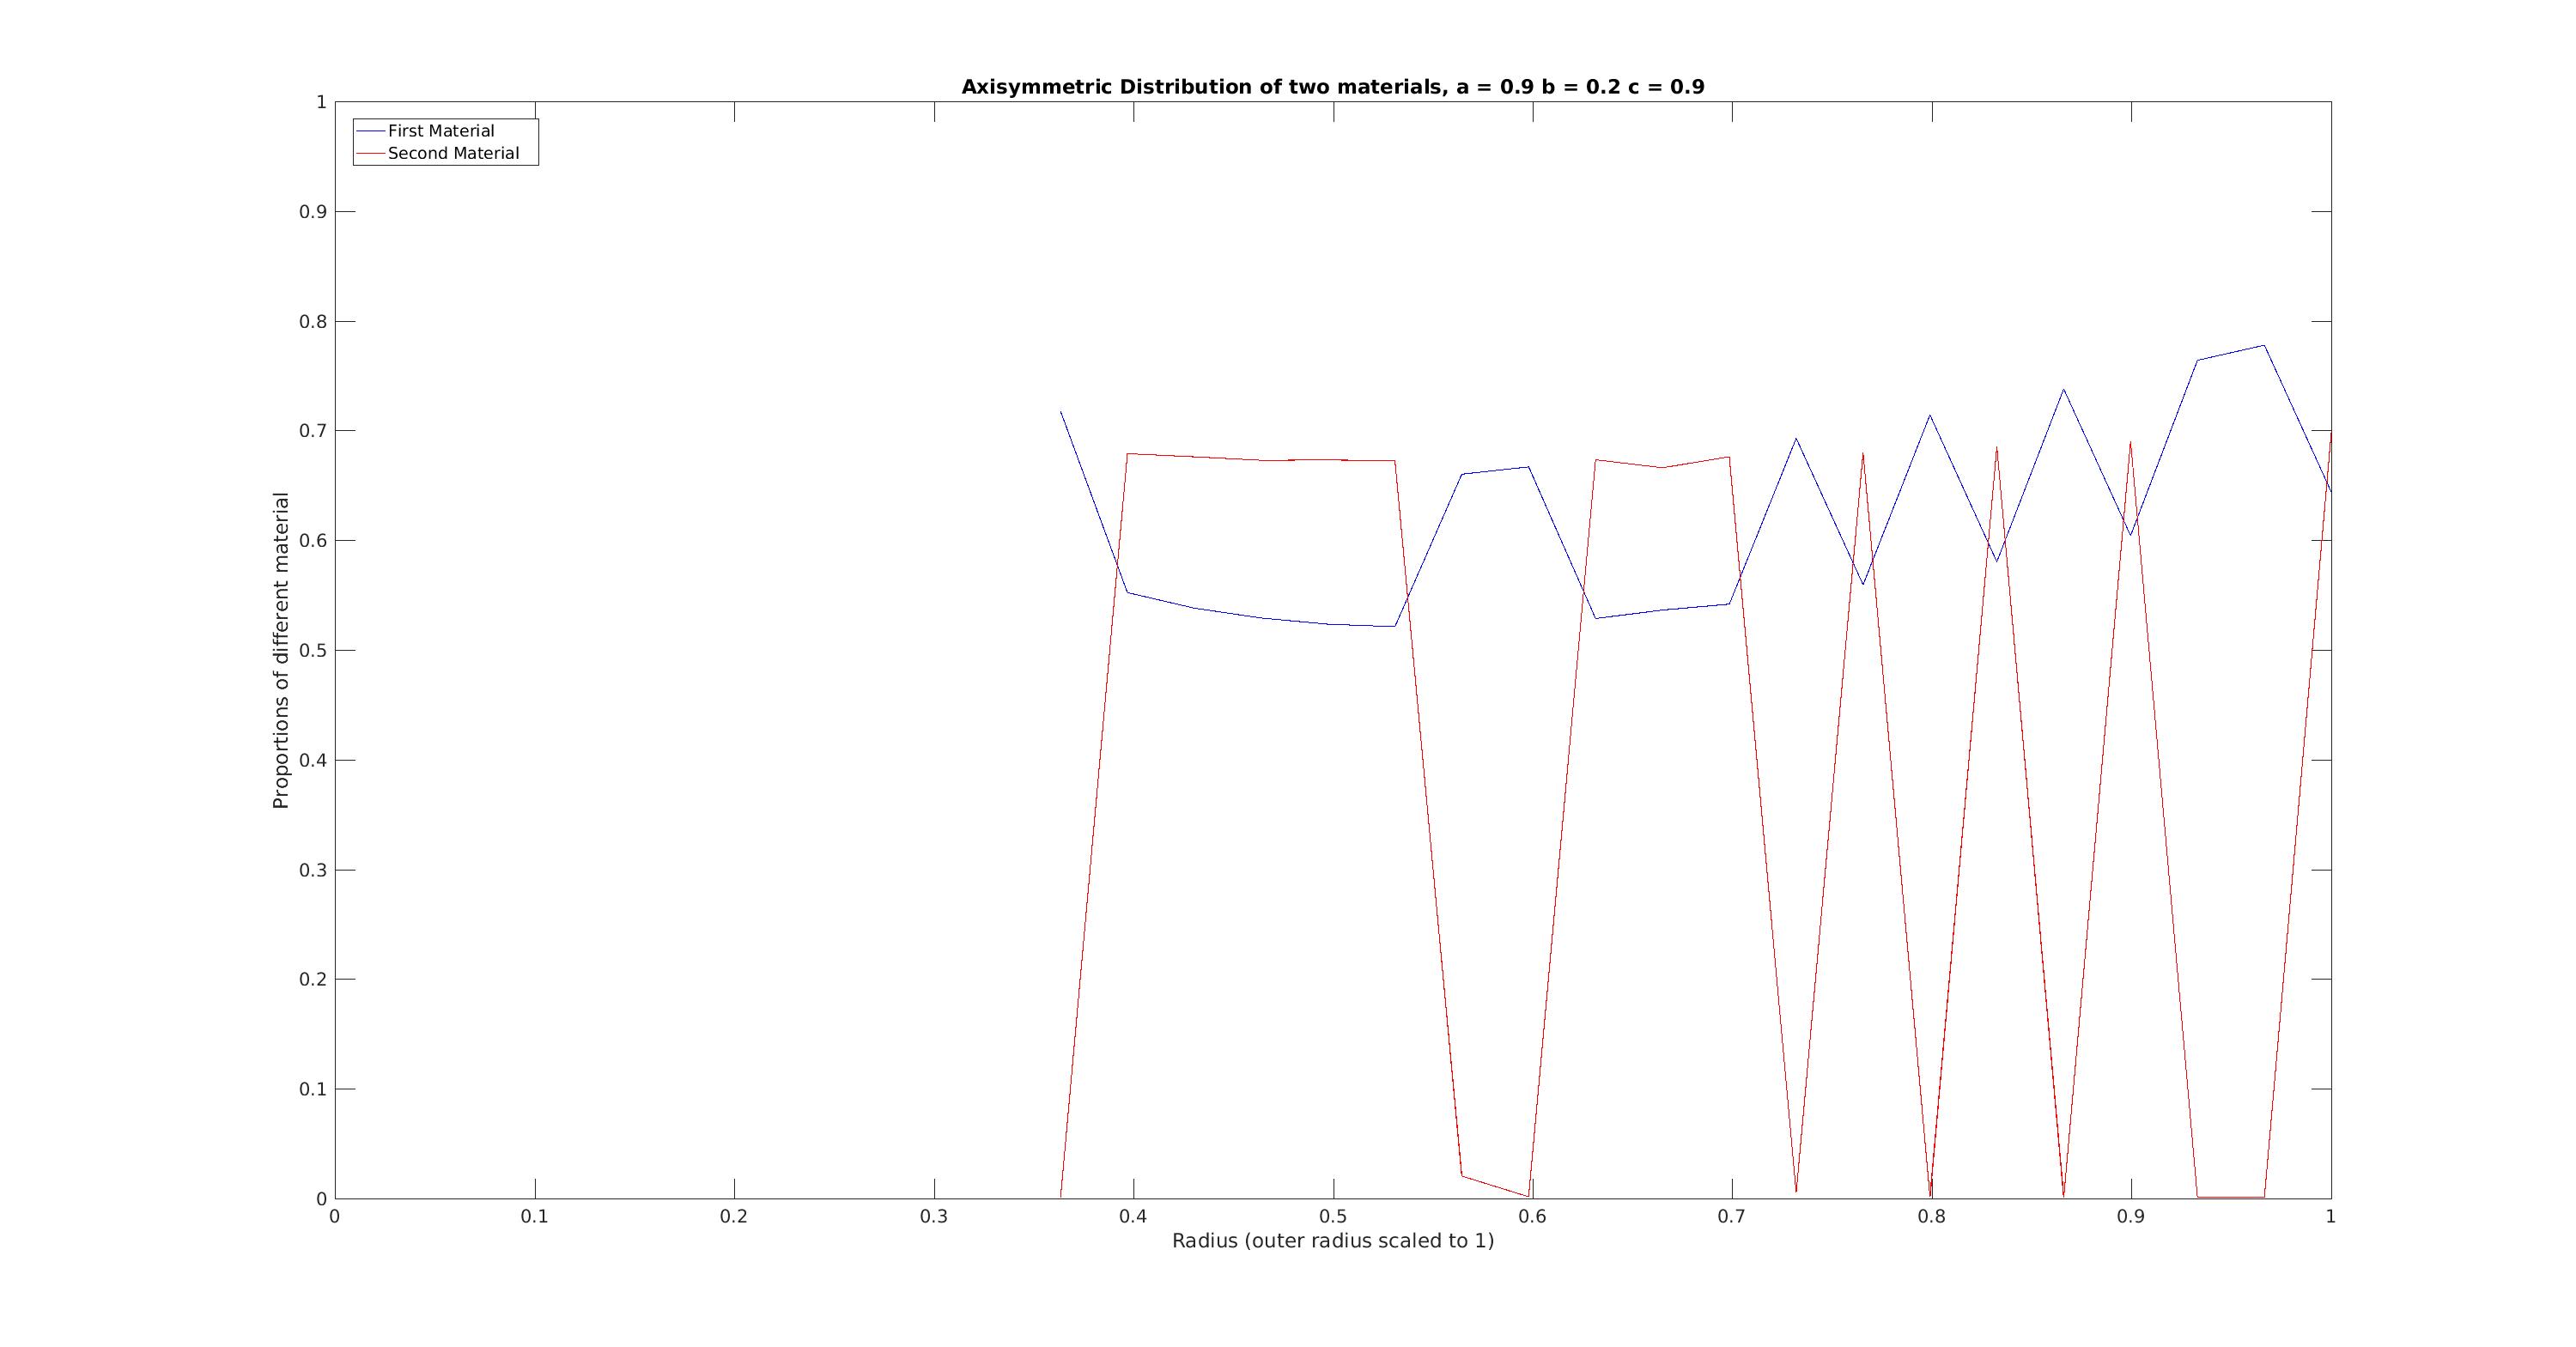 Axisymmetric Distribution of two materials, a = 0.9 b = 0.2 c = 0.9
First Material
Second Material
Proportions of different material
1
0.9
0.8
0.7
0.6
0.5
0.4
0.3
0.2
0.1
0
0 0.1 0.2 0.3 0.4 0.5 0.6 0.7 0.8 0.9 1
Radius (outer radius scaled to 1)